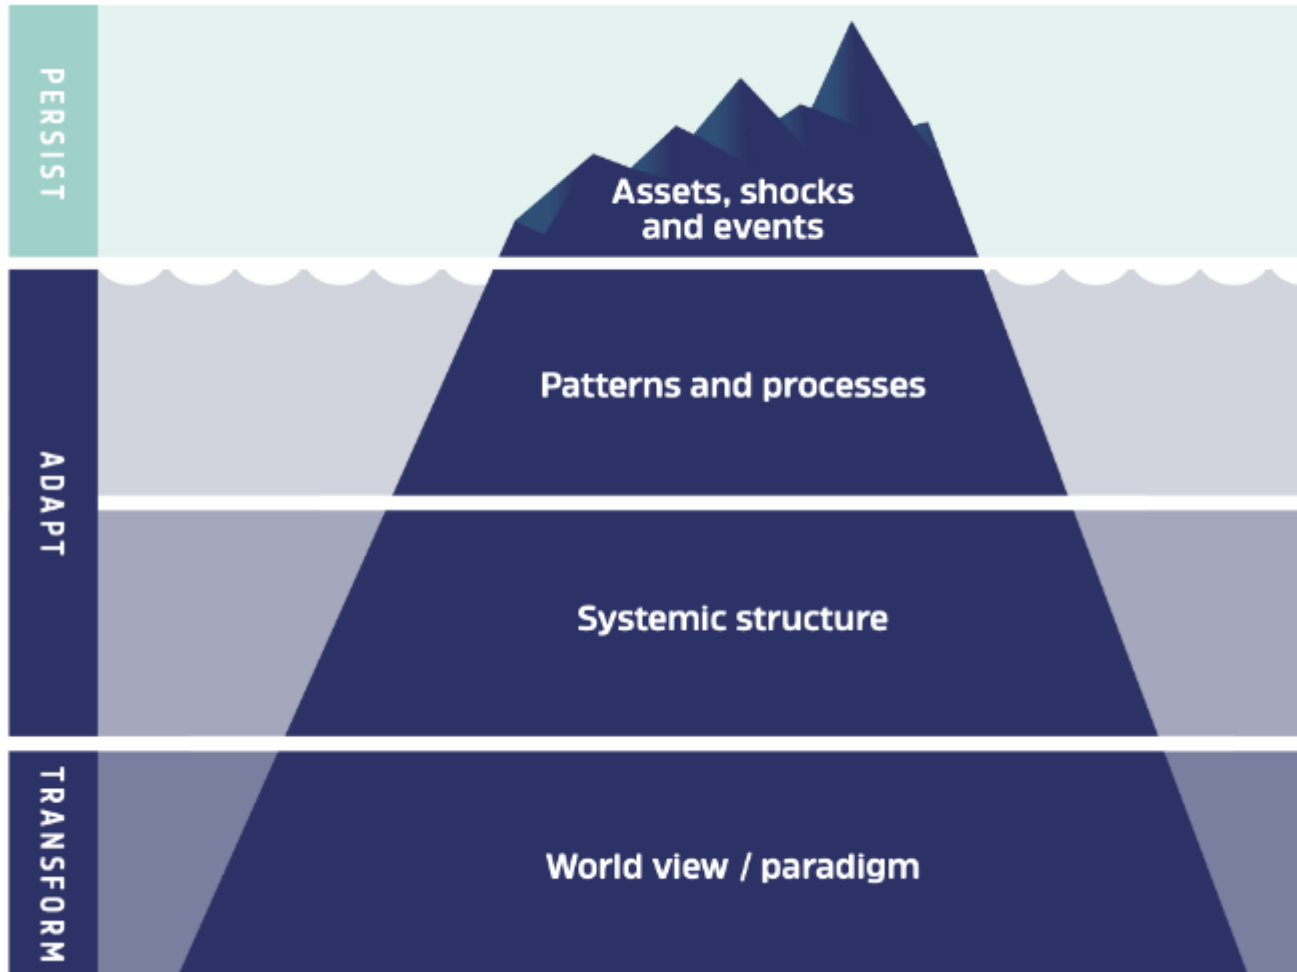 PERSIST
Assets, shocks
and events
ADAPT
Patterns and processes
Systemic structure
TRANSFORM
World view / paradigm